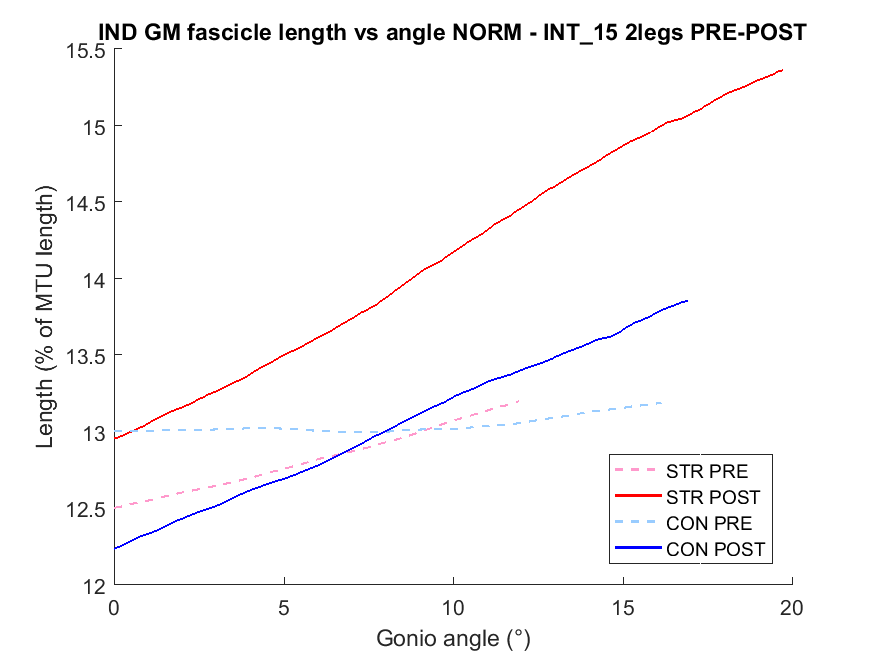 IND GM fascicle length vs angle NORM - INT_15 2legs PRE-POST
Length (% of MTU length)
15.5
15
14.5
14
13.5
13
12.5
12
0 5 10 15 20
Gonio angle (°)
STR PRE
STR POST
CON PRE
CON POST